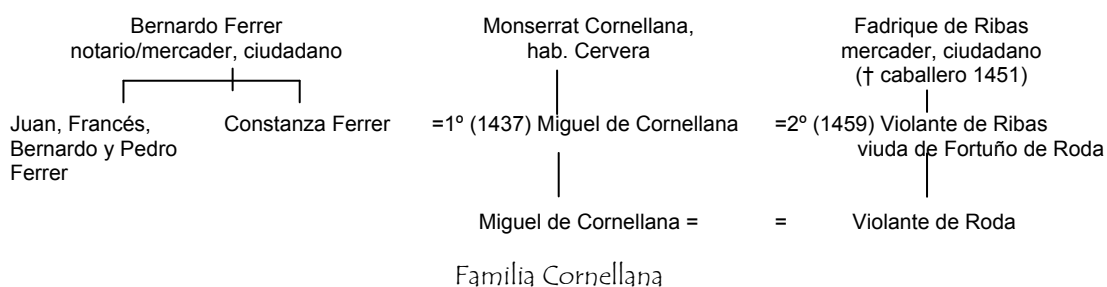 Bernardo Ferrer
notario/mercader, ciudadano
Monserrat Cornellana,
hab. Cervera
Fadrique de Ribas
mercader, ciudadano
(† caballero 1451)
Juan, Francés,
Bernardo y Pedro
Ferrer
Constanza Ferrer
=1º (1437) Miguel de Cornellana
=2º (1459) Violante de Ribas
viuda de Fortuño de Roda
Miguel de Cornellana =
= Violante de Roda
Familia Cornellana